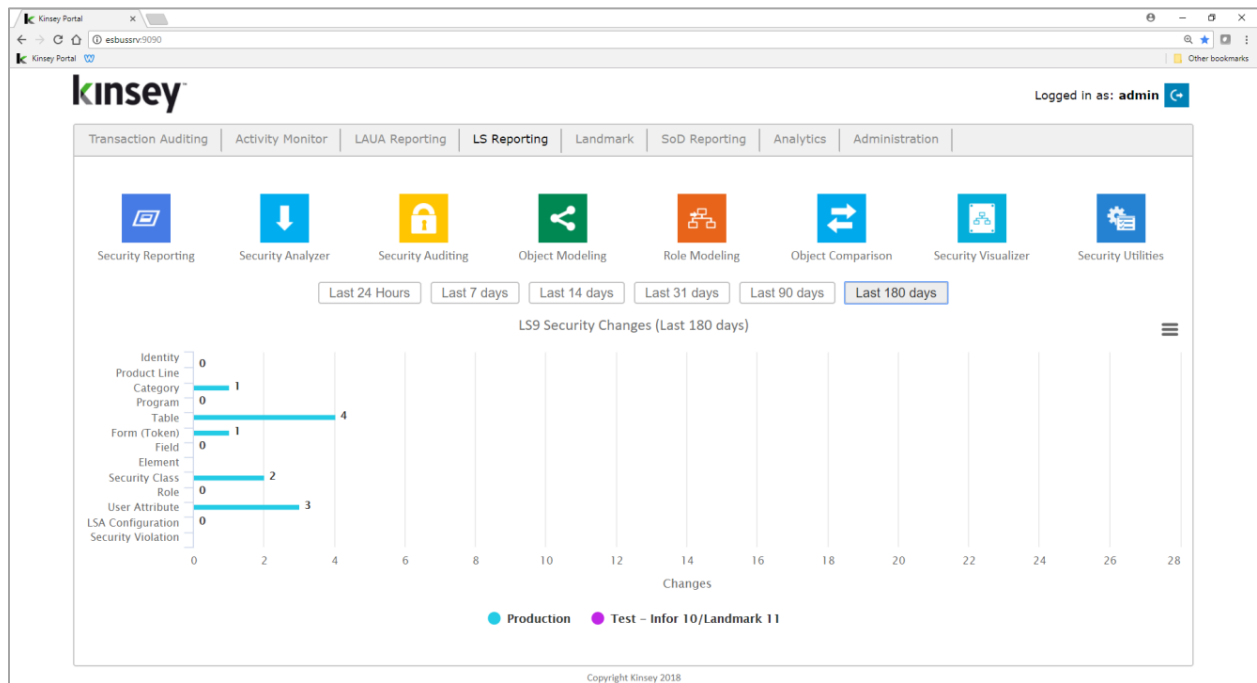 Kinsey Portal
esbussrv:9090
Kinsey Portal Other bookmarks
kinsey Logged in as: admin
Transaction Auditing Activity Monitor LAUA Reporting LS Reporting Landmark SoD Reporting Analytics Administration
Security Reporting Security Analyzer Security Auditing Object Modeling Role Modeling Object Comparison Security Visualizer Security Utilities
Last 24 Hours Last 7 days Last 14 days Last 31 days Last 90 days Last 180 days
LS9 Security Changes (Last 180 days)
Identity 0
Product Line
Category 1
Program 0
Table 4
Form (Token) 1
Field 0
Element
Security Class 2
Role 0
User Attribute 3
LSA Configuration 0
Security Violation
0 2 4 6 8 10 12 14 16 18 20 22 24 26 28
Changes
Production Test – Infor 10/Landmark 11
Copyright Kinsey 2018